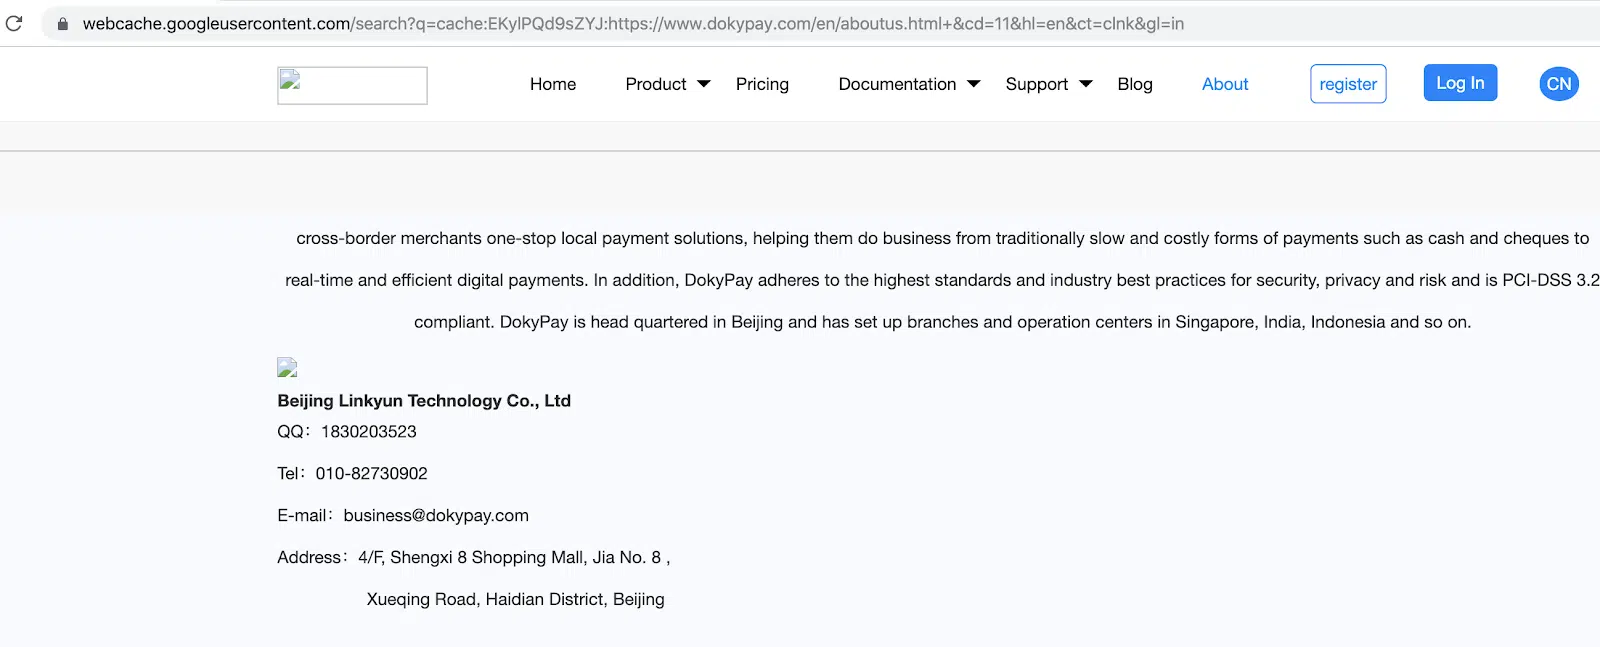 webcache.googleusercontent.com/search?q=cache:EKylPQd9sZYJ:https://www.dokypay.com/en/aboutus.html+&cd=11&hl=en&ct=clnk&gl=in
Home Product Pricing Documentation Support Blog About register Log In CN
cross-border merchants one-stop local payment solutions, helping them do business from traditionally slow and costly forms of payments such as cash and cheques to
real-time and efficient digital payments. In addition, DokyPay adheres to the highest standards and industry best practices for security, privacy and risk and is PCI-DSS 3.2
compliant. DokyPay is head quartered in Beijing and has set up branches and operation centers in Singapore, India, Indonesia and so on.
Beijing Linkyun Technology Co., Ltd
QQ：1830203523
Tel：010-82730902
E-mail：business@dokypay.com
Address：4/F, Shengxi 8 Shopping Mall, Jia No. 8 ,
Xueqing Road, Haidian District, Beijing